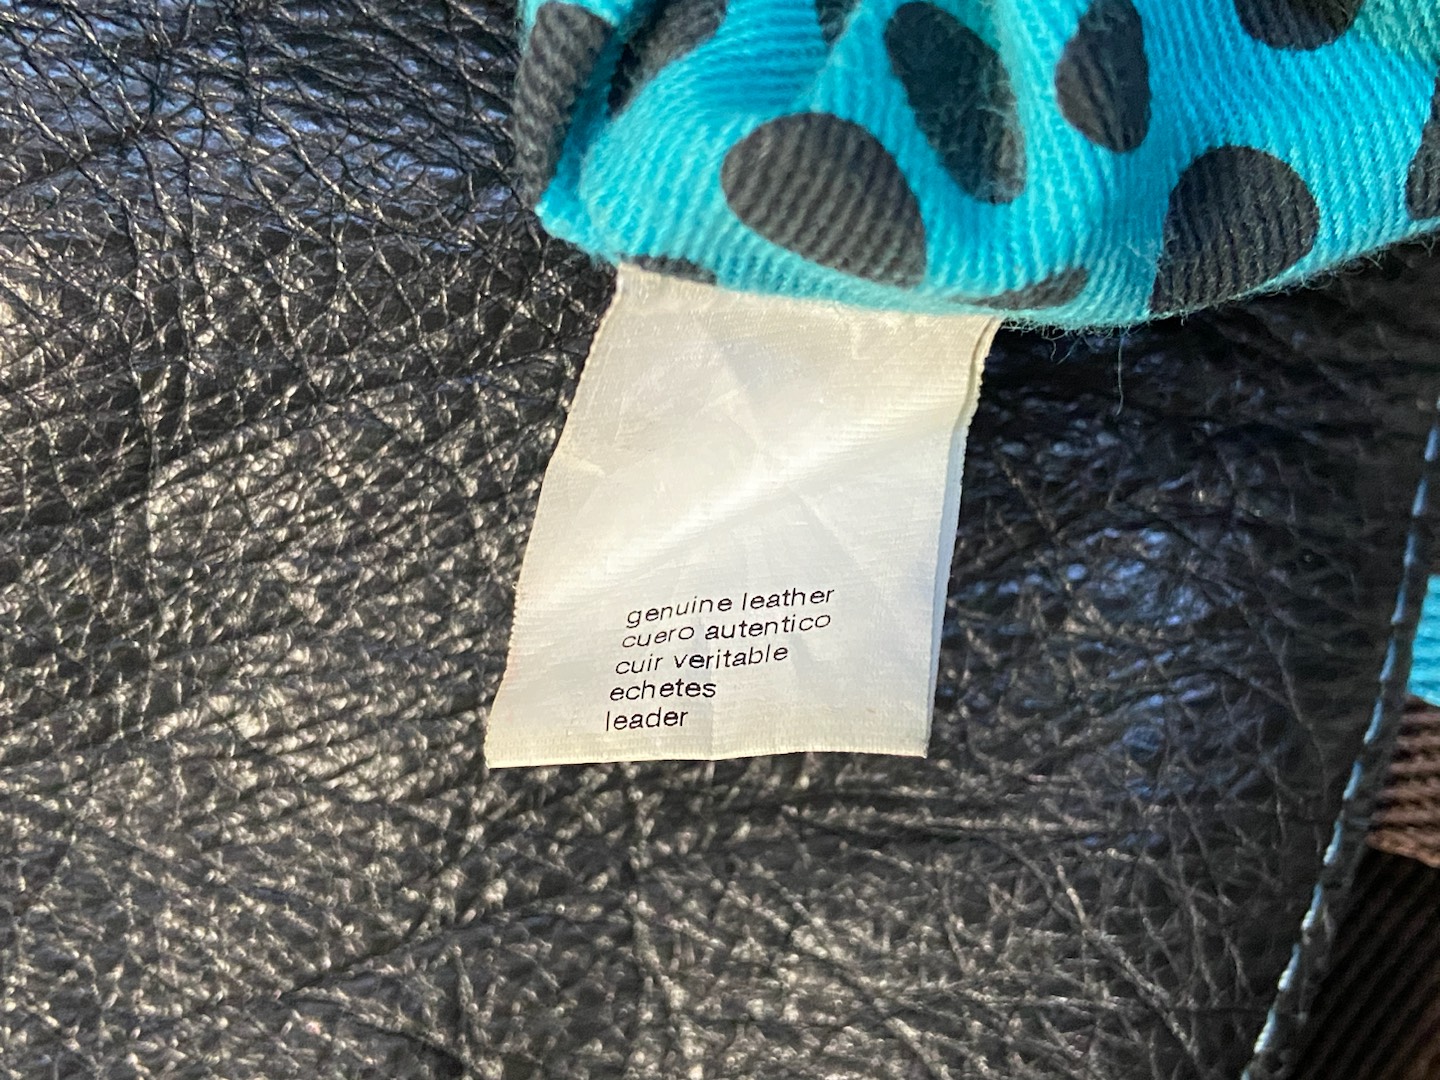 genuine leather
cuero autentico
cuir veritable
echetes
leader